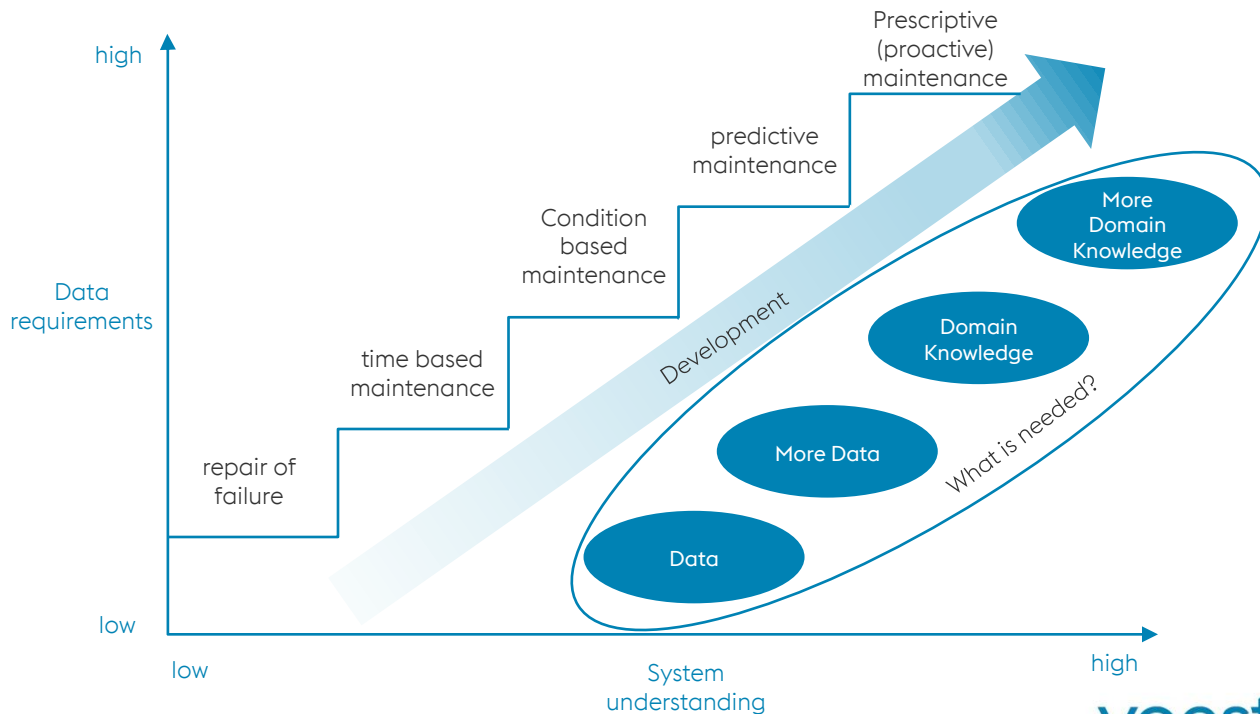 high
Prescriptive
(proactive)
maintenance
predictive
maintenance
Condition
based
maintenance
time based
maintenance
repair of
failure
Data
requirements
Development
More
Domain
Knowledge
Domain
Knowledge
More Data
Data
What is needed?
low
low
System
understanding
high